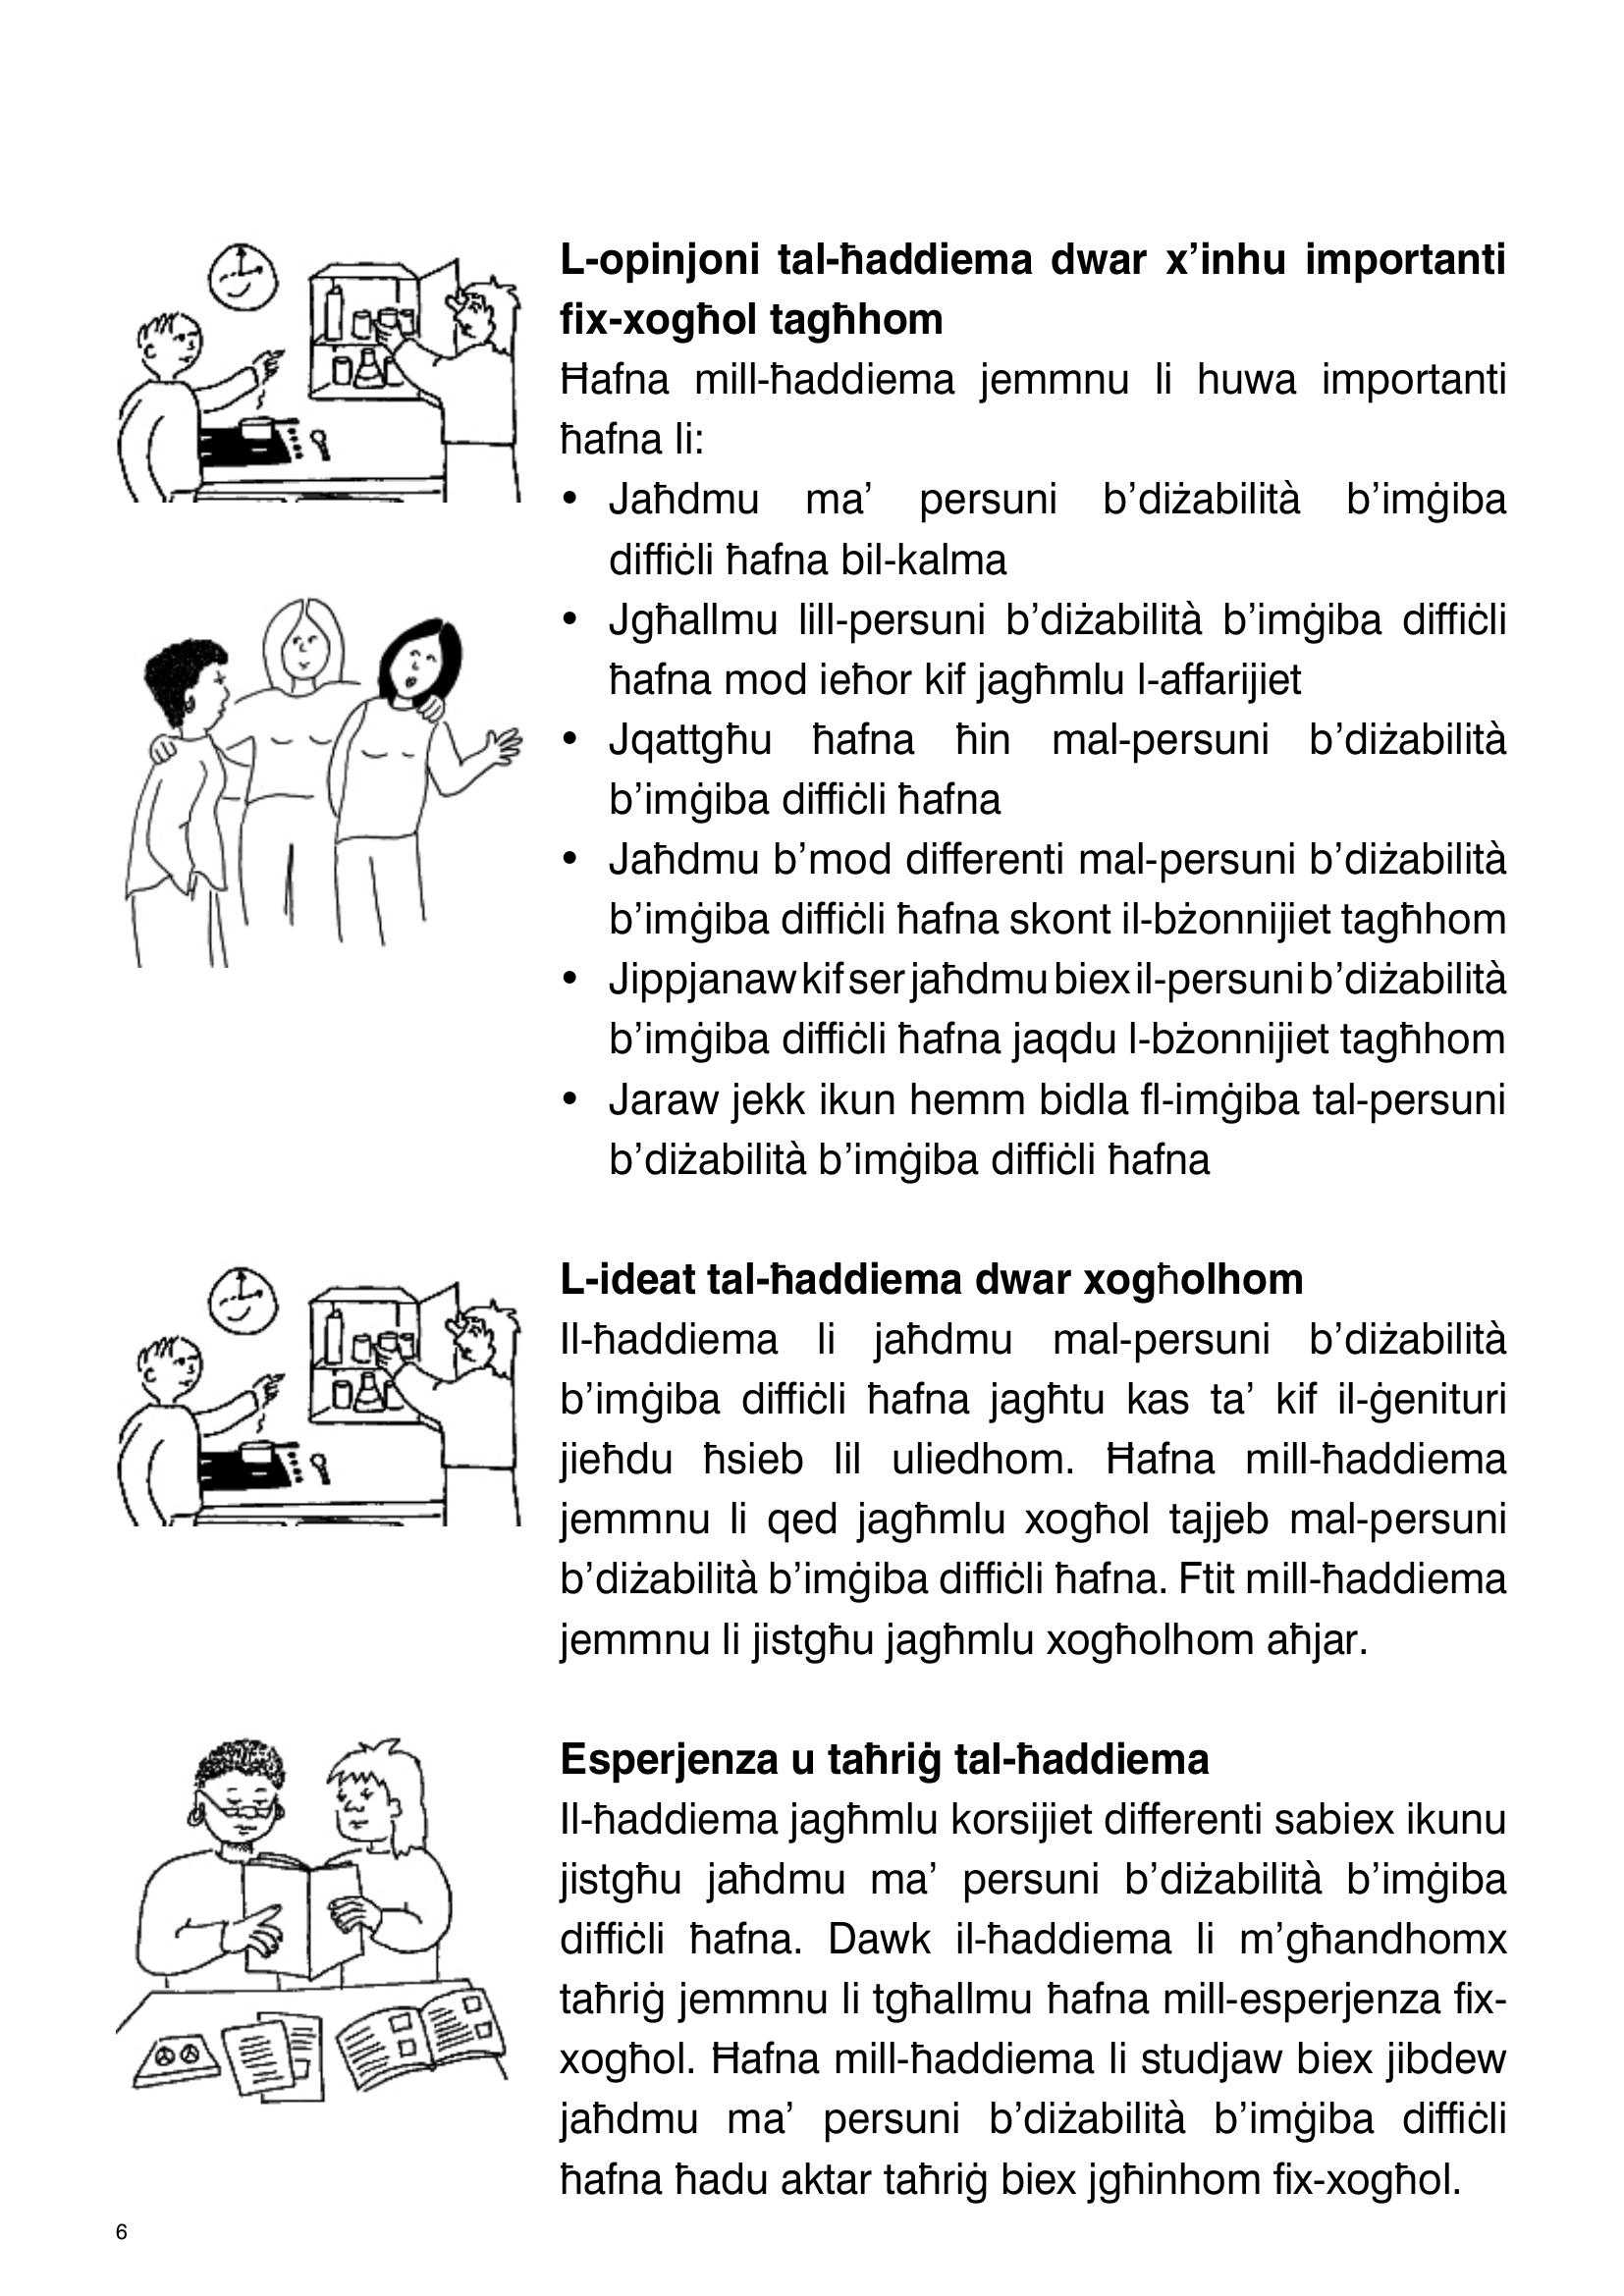 L-opinjoni tal-ħaddiema dwar x’inhu importanti
fix-xogħol tagħhom
Ħafna mill-ħaddiema jemmnu li huwa importanti
ħafna li:
• Jaħdmu ma’ persuni b’diżabilità b’imġiba
diffiċli ħafna bil-kalma
• Jgħallmu lill-persuni b’diżabilità b’imġiba diffiċli
ħafna mod ieħor kif jagħmlu l-affarijiet
• Jqattgħu ħafna ħin mal-persuni b’diżabilità
b’imġiba diffiċli ħafna
• Jaħdmu b’mod differenti mal-persuni b’diżabilità
b’imġiba diffiċli ħafna skont il-bżonnijiet tagħhom
• Jippjanaw kif ser jaħdmu biex il-persuni b’diżabilità
b’imġiba diffiċli ħafna jaqdu l-bżonnijiet tagħhom
• Jaraw jekk ikun hemm bidla fl-imġiba tal-persuni
b’diżabilità b’imġiba diffiċli ħafna
L-ideat tal-ħaddiema dwar xogħolhom
Il-ħaddiema li jaħdmu mal-persuni b’diżabilità
b’imġiba diffiċli ħafna jagħtu kas ta’ kif il-ġenituri
jieħdu ħsieb lil uliedhom. Ħafna mill-ħaddiema
jemmnu li qed jagħmlu xogħol tajjeb mal-persuni
b’diżabilità b’imġiba diffiċli ħafna. Ftit mill-ħaddiema
jemmnu li jistgħu jagħmlu xogħolhom aħjar.
Esperjenza u taħriġ tal-ħaddiema
Il-ħaddiema jagħmlu korsijiet differenti sabiex ikunu
jistgħu jaħdmu ma’ persuni b’diżabilità b’imġiba
diffiċli ħafna. Dawk il-ħaddiema li m’għandhomx
taħriġ jemmnu li tgħallmu ħafna mill-esperjenza fix-
xogħol. Ħafna mill-ħaddiema li studjaw biex jibdew
jaħdmu ma’ persuni b’diżabilità b’imġiba diffiċli
ħafna ħadu aktar taħriġ biex jgħinhom fix-xogħol.
6